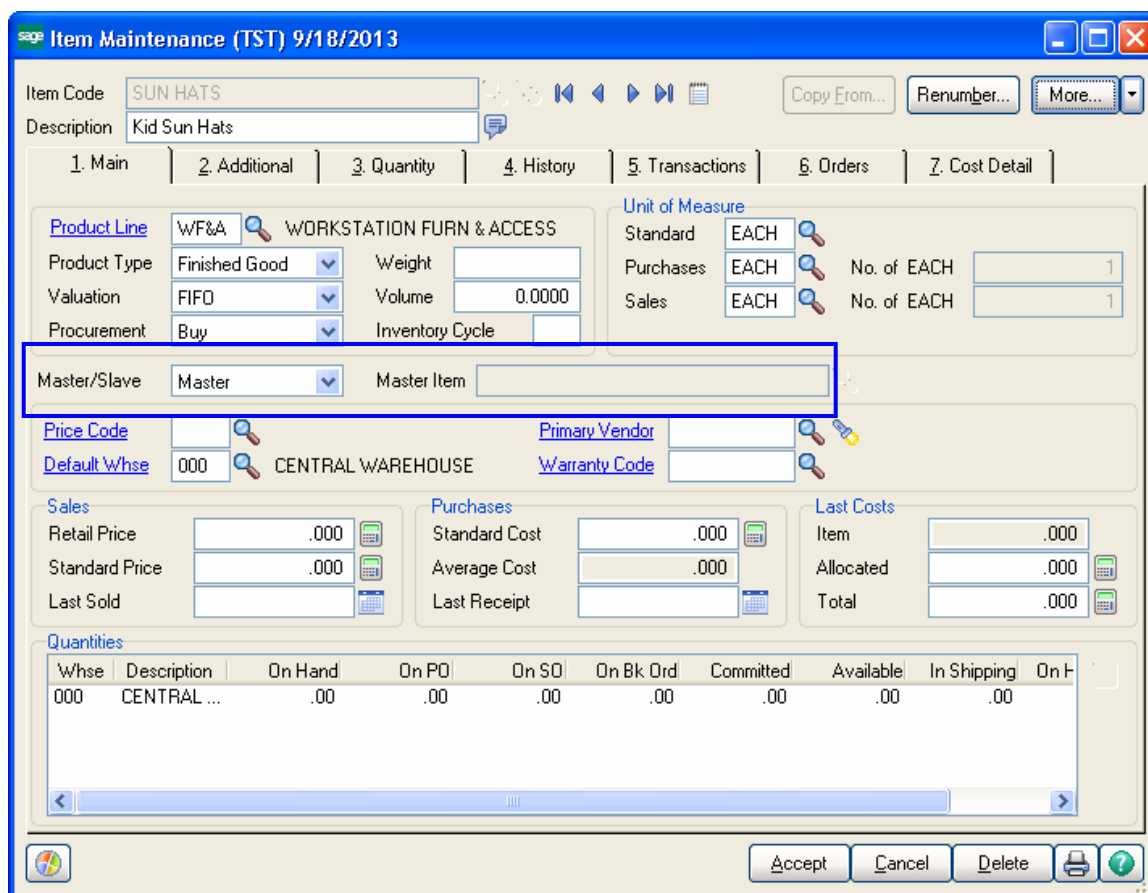 sage Item Maintenance (TST) 9/18/2013
Item Code SUN HATS Copy From... Renumber... More...
Description Kid Sun Hats
1. Main 2. Additional 3. Quantity 4. History 5. Transactions 6. Orders 7. Cost Detail
Unit of Measure
Product Line WF&A WORKSTATION FURN & ACCESS Standard EACH
Product Type Finished Good Weight Purchases EACH No. of EACH 1
Valuation FIFO Volume 0.0000 Sales EACH No. of EACH 1
Procurement Buy Inventory Cycle
Master/Slave Master Master Item
Price Code Primary Vendor
Default Whse 000 CENTRAL WAREHOUSE Warranty Code
Sales Purchases Last Costs
Retail Price .000 Standard Cost .000 Item .000
Standard Price .000 Average Cost .000 Allocated .000
Last Sold Last Receipt Total .000
Quantities
Whse Description On Hand On PO On SO On Bk Ord Committed Available In Shipping On H
000 CENTRAL ... .00 .00 .00 .00 .00 .00 .00
Accept Cancel Delete